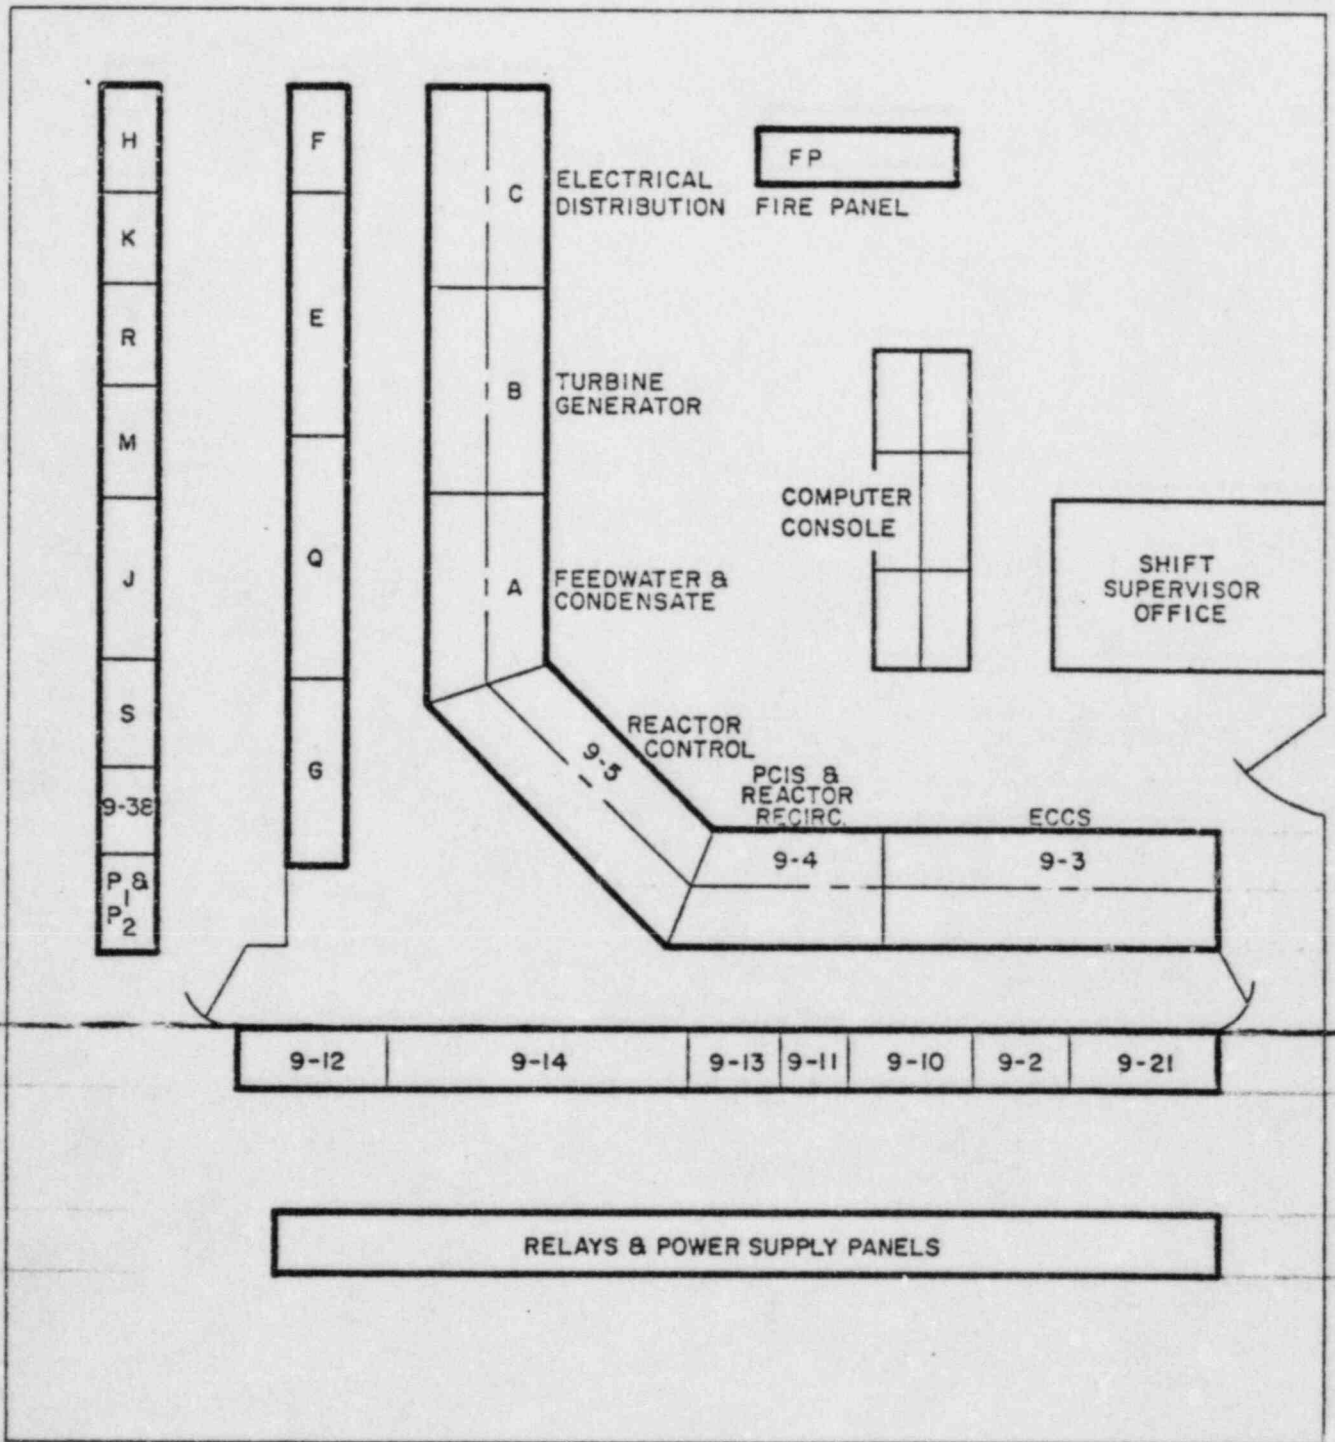 H
K
R
M
J
S
9-38
P1 &
P2
F
E
Q
G
C
ELECTRICAL
DISTRIBUTION
B
TURBINE
GENERATOR
A
FEEDWATER &
CONDENSATE
FP
FIRE PANEL
COMPUTER
CONSOLE
SHIFT
SUPERVISOR
OFFICE
REACTOR
CONTROL
9-5
PCIS &
REACTOR
RECIRC.
9-4
ECCS
9-3
9-12
9-14
9-13
9-11
9-10
9-2
9-21
RELAYS & POWER SUPPLY PANELS